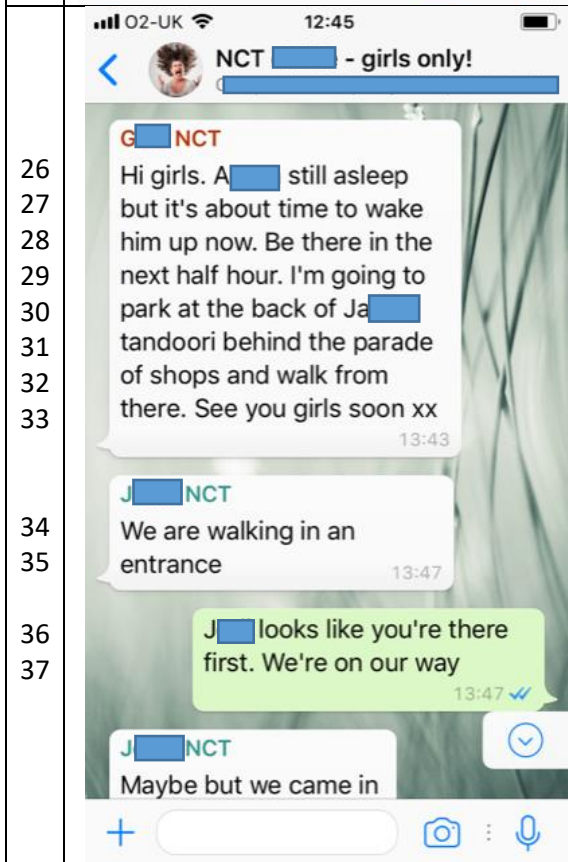 O2-UK 12:45
NCT - girls only!
G NCT
26 Hi girls. A still asleep
27 but it's about time to wake
28 him up now. Be there in the
29 next half hour. I'm going to
30 park at the back of Ja
31 tandoori behind the parade
32 of shops and walk from
33 there. See you girls soon xx
13:43
J NCT
34 We are walking in an
35 entrance
13:47
36 J looks like you're there
37 first. We're on our way
13:47
J NCT
Maybe but we came in